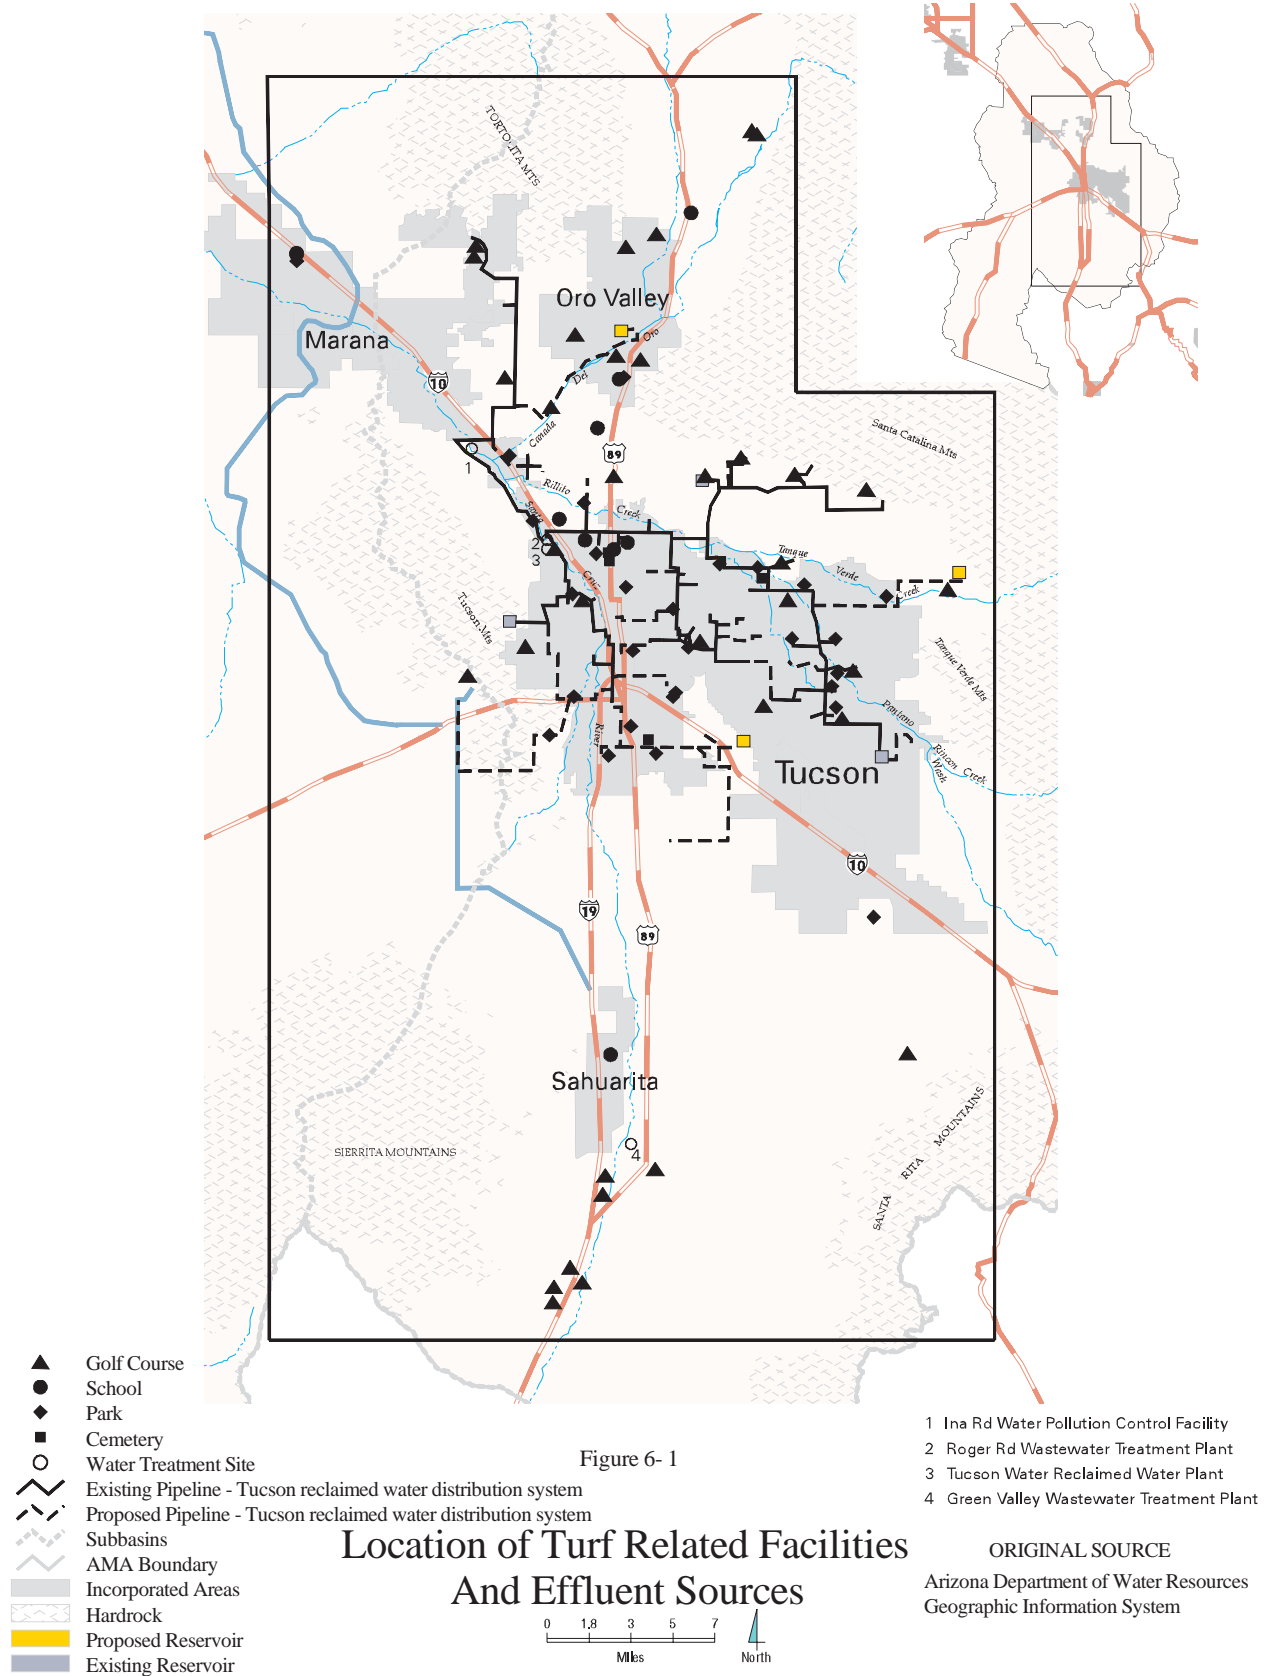 TORTOLITA MTS
Oro Valley
Marana
Oro
Del
Canada
10
89
Santa Catalina Mts
1
Rillito
Creek
Santa
2
3
Tanque
Verde
Creek
Cruz
Tucson Mts
Tanque Verde Mts
Pantano
Wash
Rincon Creek
River
Tucson
10
19
89
Sahuarita
4
SIERRITA MOUNTAINS
SANTA RITA MOUNTAINS
Golf Course
School
Park
Cemetery
Water Treatment Site
Existing Pipeline - Tucson reclaimed water distribution system
Proposed Pipeline - Tucson reclaimed water distribution system
Subbasins
AMA Boundary
Incorporated Areas
Hardrock
Proposed Reservoir
Existing Reservoir
Figure 6- 1
Location of Turf Related Facilities
And Effluent Sources
0 1.8 3 5 7
Miles
North
1 Ina Rd Water Pollution Control Facility
2 Roger Rd Wastewater Treatment Plant
3 Tucson Water Reclaimed Water Plant
4 Green Valley Wastewater Treatment Plant
ORIGINAL SOURCE
Arizona Department of Water Resources
Geographic Information System